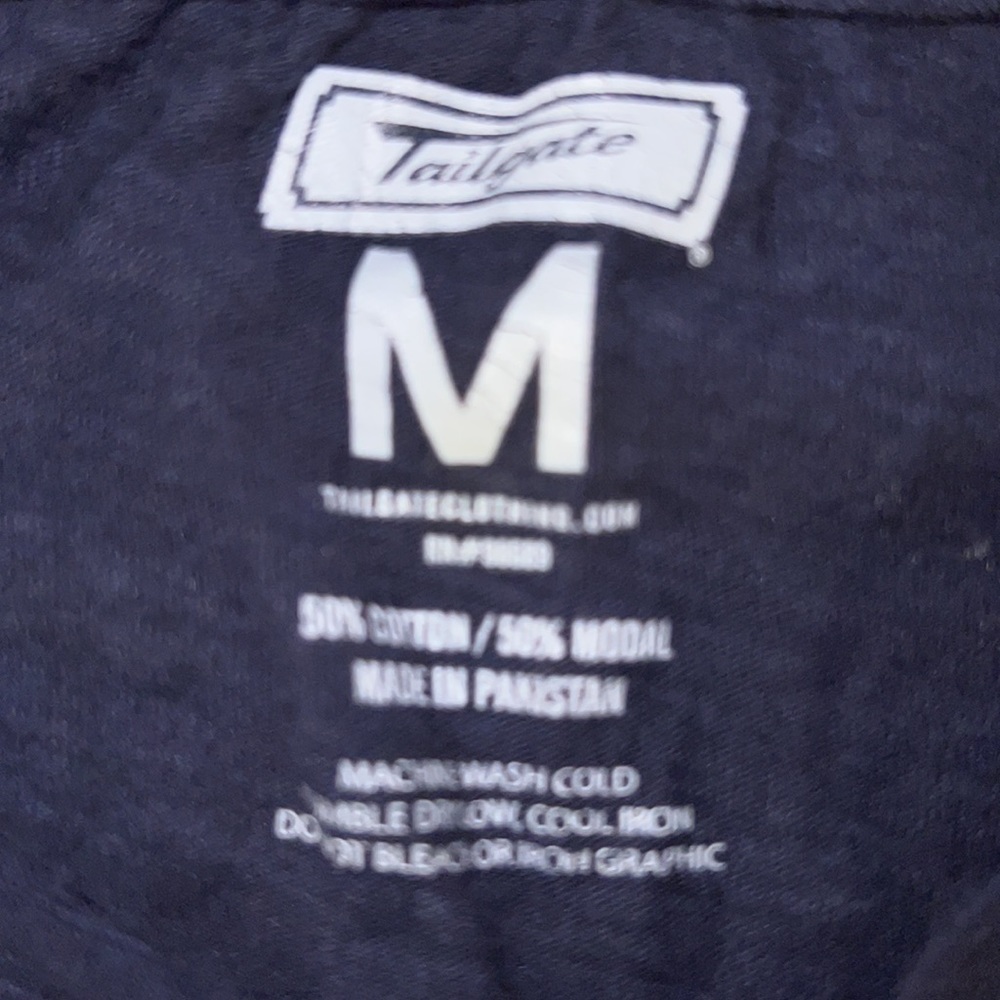 Tailgate
M
TAILGATECLOTHING.COM
50% COTTON / 50% MODAL
MADE IN PAKISTAN
MACHINE WASH COLD
TUMBLE DRY LOW, COOL IRON
DO NOT BLEACH OR IRON GRAPHIC